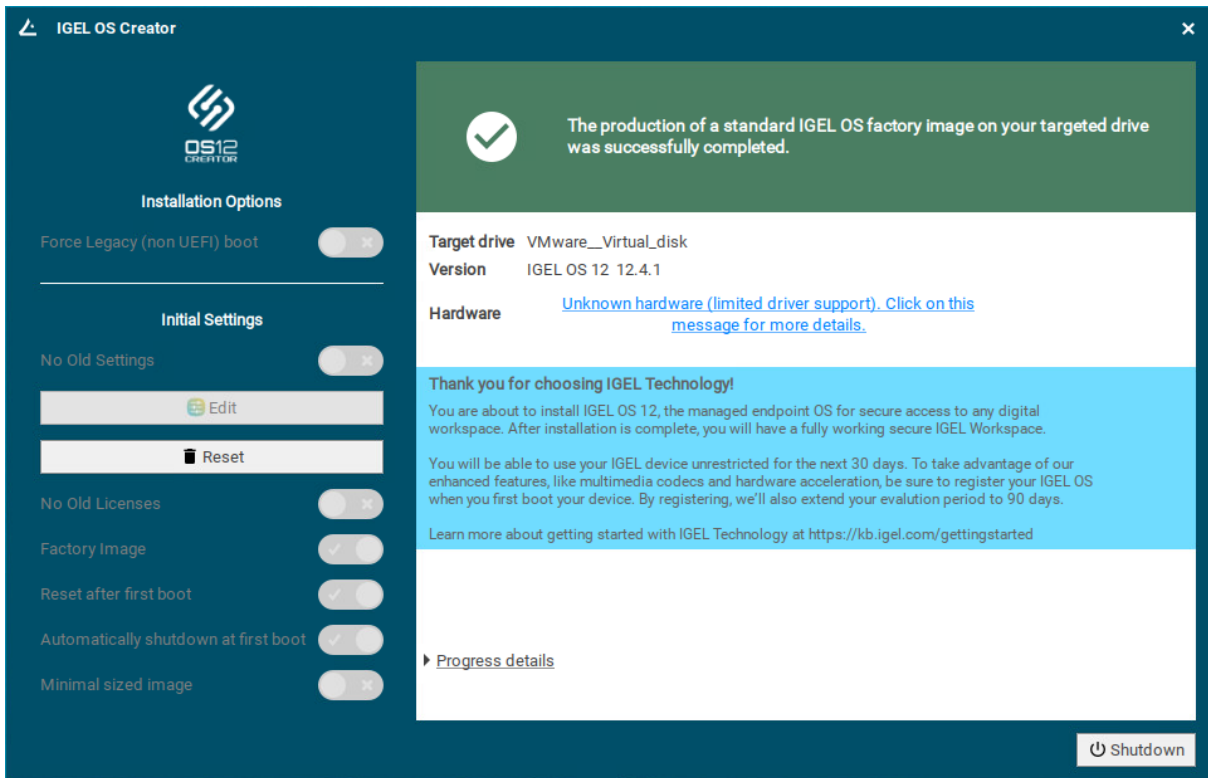 IGEL OS Creator
OS12
CREATOR
Installation Options
Force Legacy (non UEFI) boot
Initial Settings
No Old Settings
Edit
Reset
No Old Licenses
Factory Image
Reset after first boot
Automatically shutdown at first boot
Minimal sized image
The production of a standard IGEL OS factory image on your targeted drive
was successfully completed.
Target drive VMware__Virtual_disk
Version IGEL OS 12 12.4.1
Hardware Unknown hardware (limited driver support). Click on this
message for more details.
Thank you for choosing IGEL Technology!
You are about to install IGEL OS 12, the managed endpoint OS for secure access to any digital
workspace. After installation is complete, you will have a fully working secure IGEL Workspace.
You will be able to use your IGEL device unrestricted for the next 30 days. To take advantage of our
enhanced features, like multimedia codecs and hardware acceleration, be sure to register your IGEL OS
when you first boot your device. By registering, we'll also extend your evalution period to 90 days.
Learn more about getting started with IGEL Technology at https://kb.igel.com/gettingstarted
Progress details
Shutdown